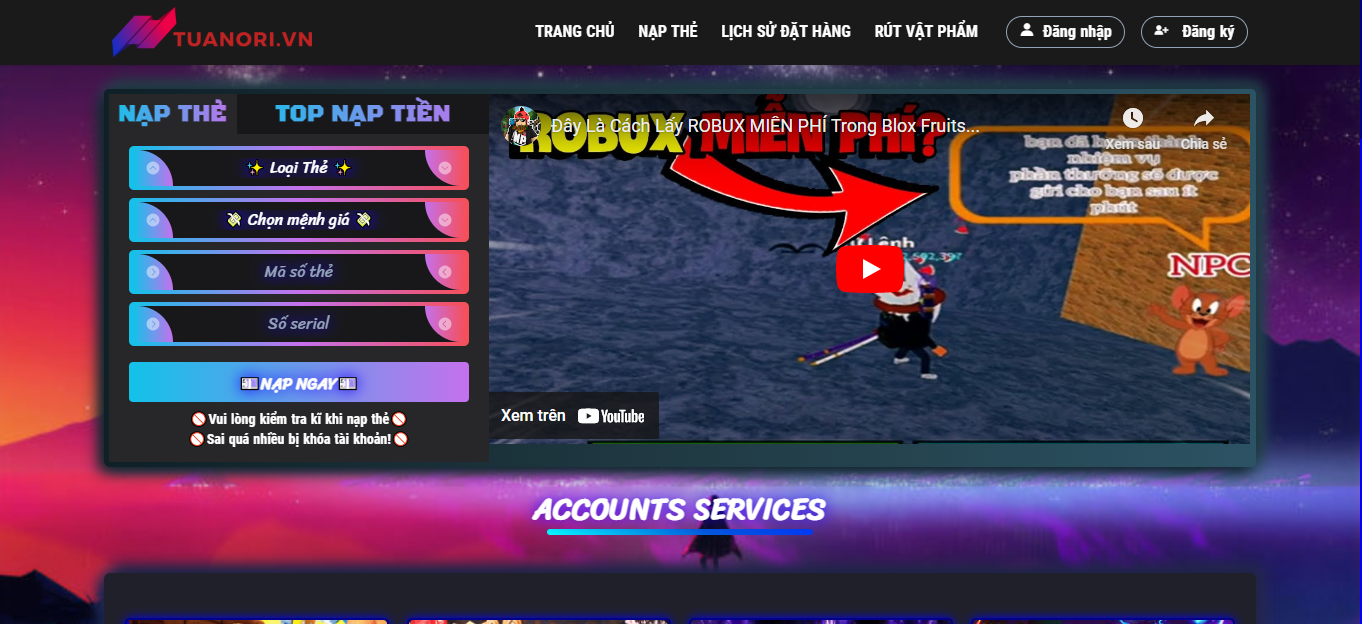 TUANORI.VN
TRANG CHỦ
NẠP THẺ
LỊCH SỬ ĐẶT HÀNG
RÚT VẬT PHẨM
Đăng nhập
Đăng ký
NẠP THẺ
TOP NẠP TIỀN
✨ Loại Thẻ ✨
💸 Chọn mệnh giá 💸
Mã số thẻ
Số serial
💵 NẠP NGAY 💵
🚫 Vui lòng kiểm tra kĩ khi nạp thẻ 🚫
🚫 Sai quá nhiều bị khóa tài khoản! 🚫
ROBUX MIỄN PHÍ?
Đây Là Cách Lấy ROBUX MIỄN PHÍ Trong Blox Fruits...
Xem sau
Chia sẻ
bạn đã hoàn thành
nhiệm vụ
phần thưởng sẽ được
gửi cho bạn sau ít
phút
NPC
Xem trên YouTube
ACCOUNTS SERVICES